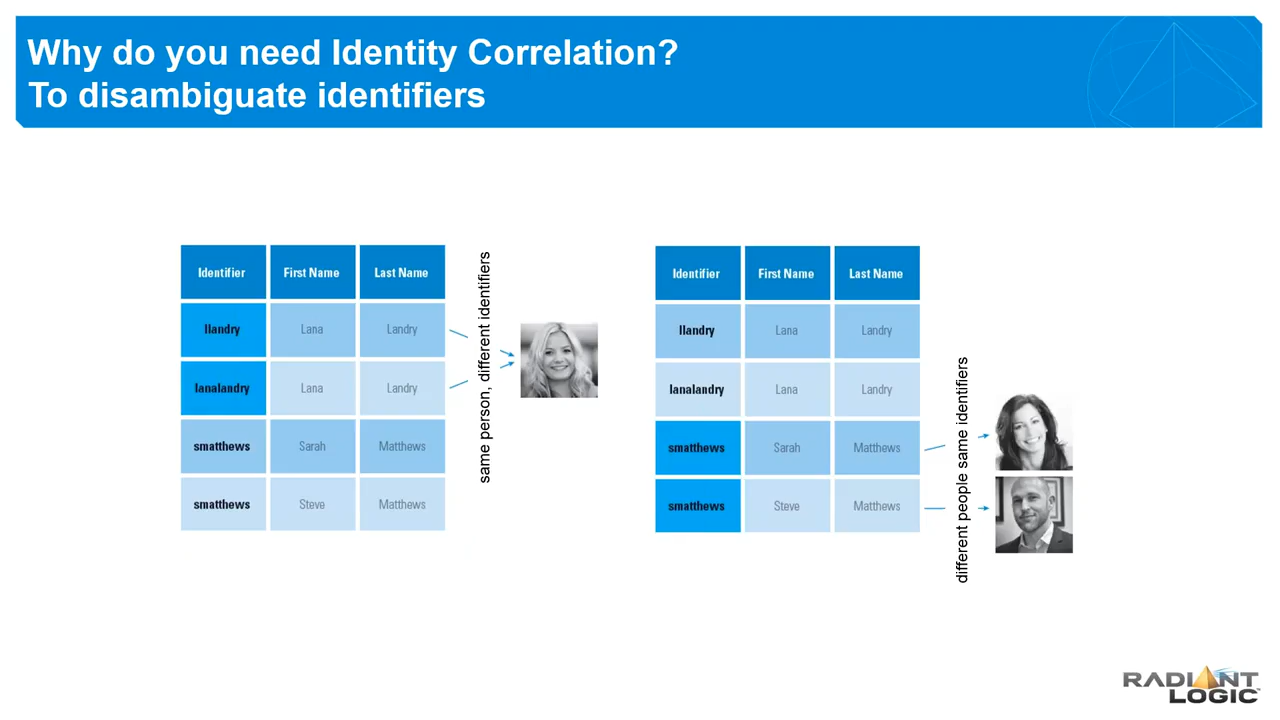 Why do you need Identity Correlation?
To disambiguate identifiers
Identifier First Name Last Name
llandry Lana Landry
lanalandry Lana Landry
smatthews Sarah Matthews
smatthews Steve Matthews
same person, different identifiers
Identifier First Name Last Name
llandry Lana Landry
lanalandry Lana Landry
smatthews Sarah Matthews
smatthews Steve Matthews
different people same identifiers
RADIANT
LOGIC